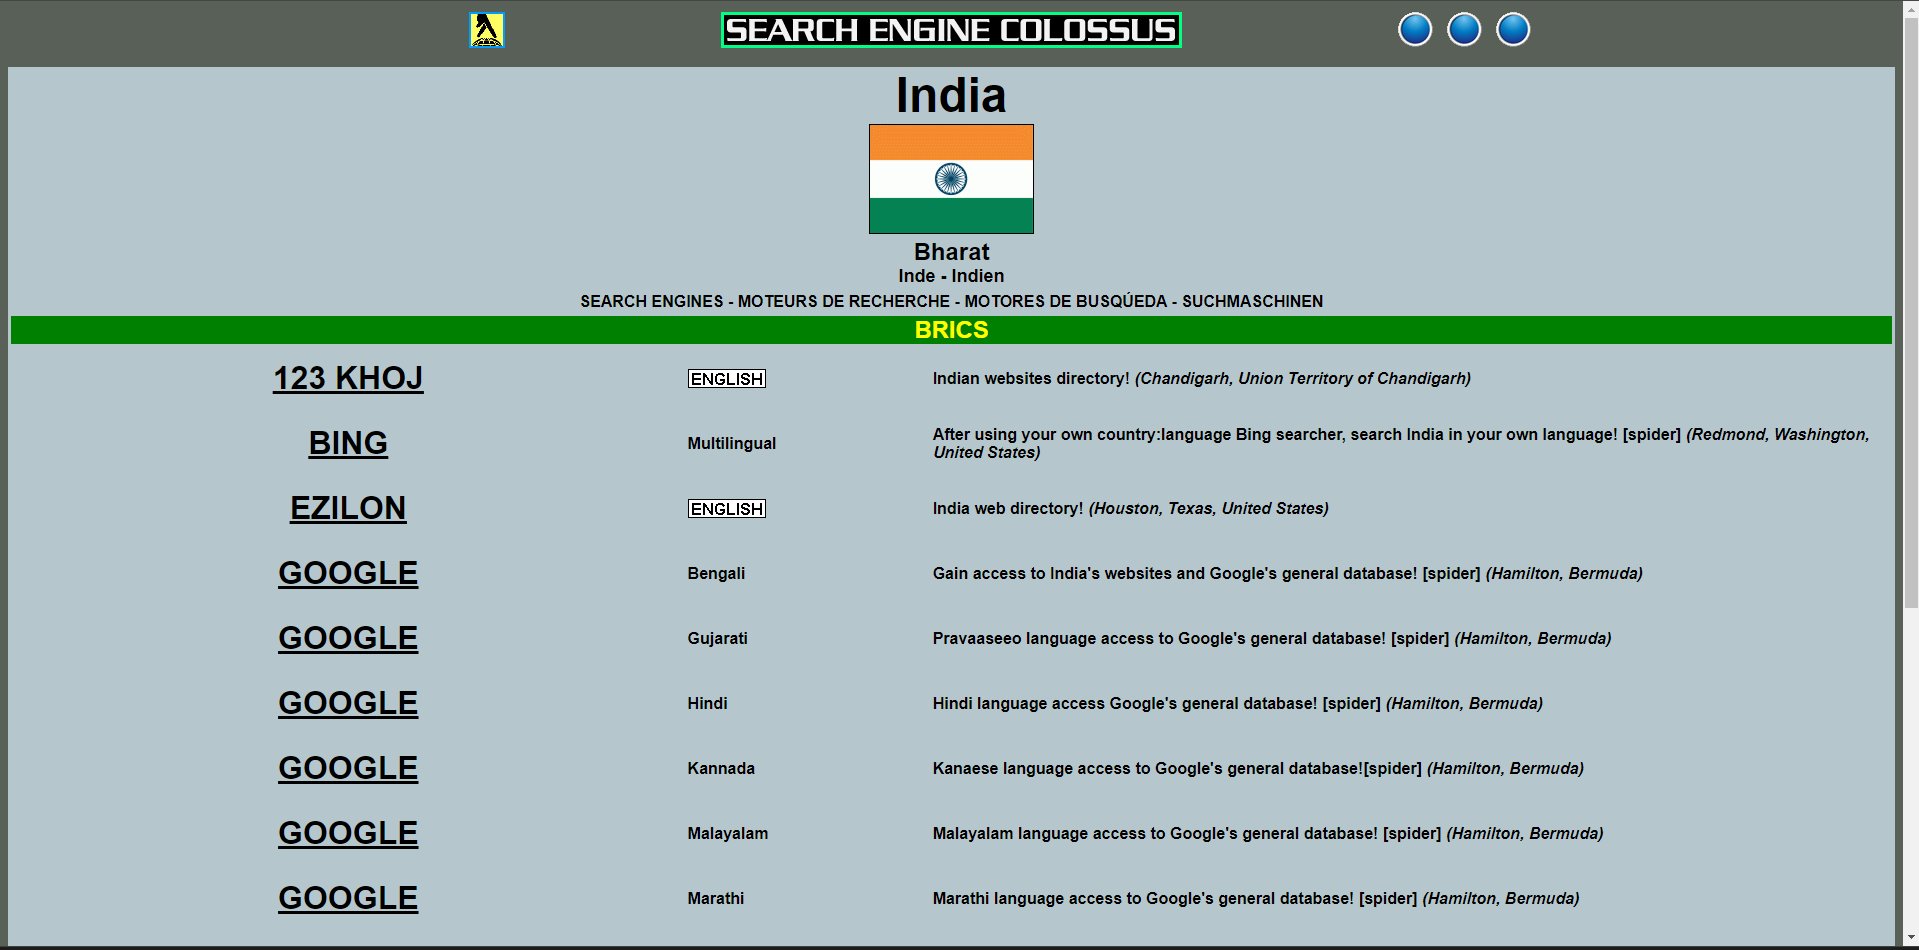 SEARCH ENGINE COLOSSUS
India
Bharat
Inde - Indien
SEARCH ENGINES - MOTEURS DE RECHERCHE - MOTORES DE BUSQÚEDA - SUCHMASCHINEN
BRICS
123 KHOJ ENGLISH Indian websites directory! (Chandigarh, Union Territory of Chandigarh)
BING Multilingual After using your own country:language Bing searcher, search India in your own language! [spider] (Redmond, Washington,
United States)
EZILON ENGLISH India web directory! (Houston, Texas, United States)
GOOGLE Bengali Gain access to India's websites and Google's general database! [spider] (Hamilton, Bermuda)
GOOGLE Gujarati Pravaaseeo language access to Google's general database! [spider] (Hamilton, Bermuda)
GOOGLE Hindi Hindi language access Google's general database! [spider] (Hamilton, Bermuda)
GOOGLE Kannada Kanaese language access to Google's general database![spider] (Hamilton, Bermuda)
GOOGLE Malayalam Malayalam language access to Google's general database! [spider] (Hamilton, Bermuda)
GOOGLE Marathi Marathi language access to Google's general database! [spider] (Hamilton, Bermuda)